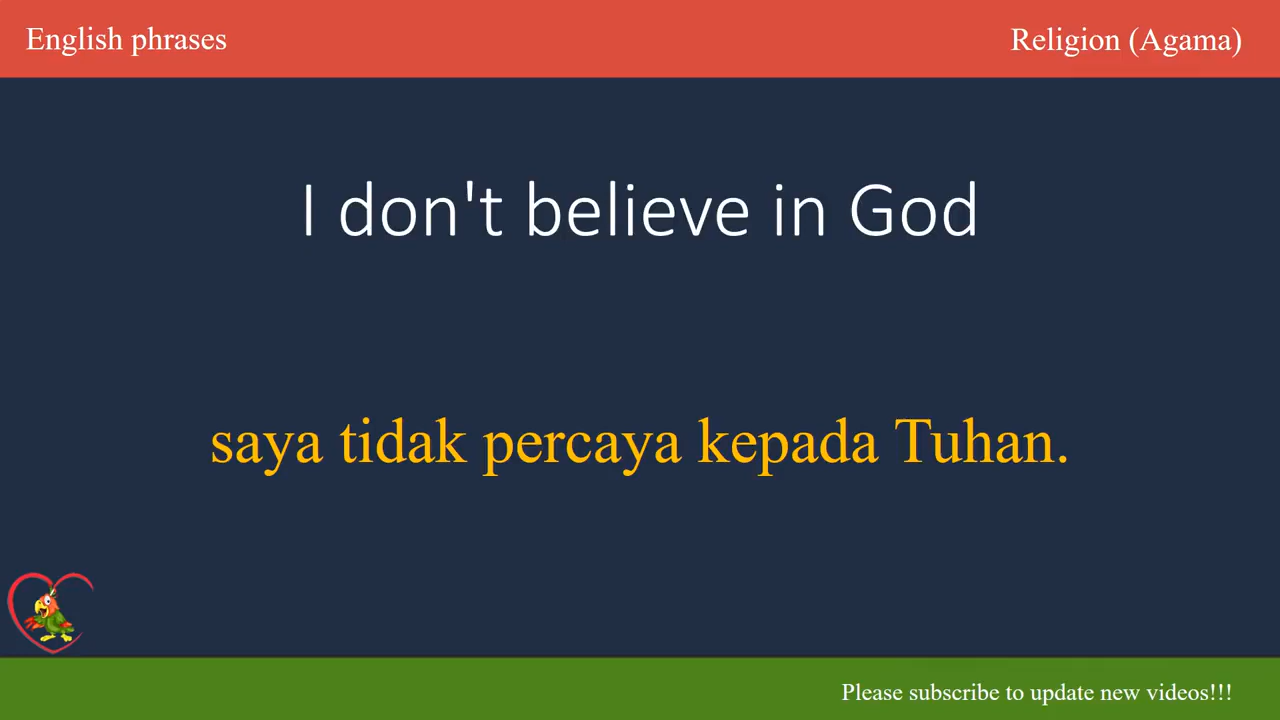 English phrases
Religion (Agama)
I don't believe in God
saya tidak percaya kepada Tuhan.
Please subscribe to update new videos!!!